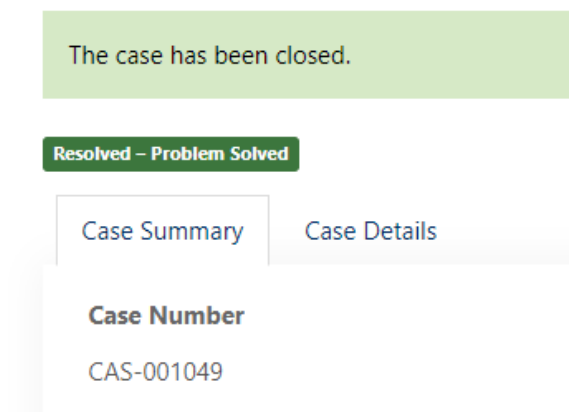 The case has been closed.
Resolved – Problem Solved
Case Summary Case Details
Case Number
CAS-001049